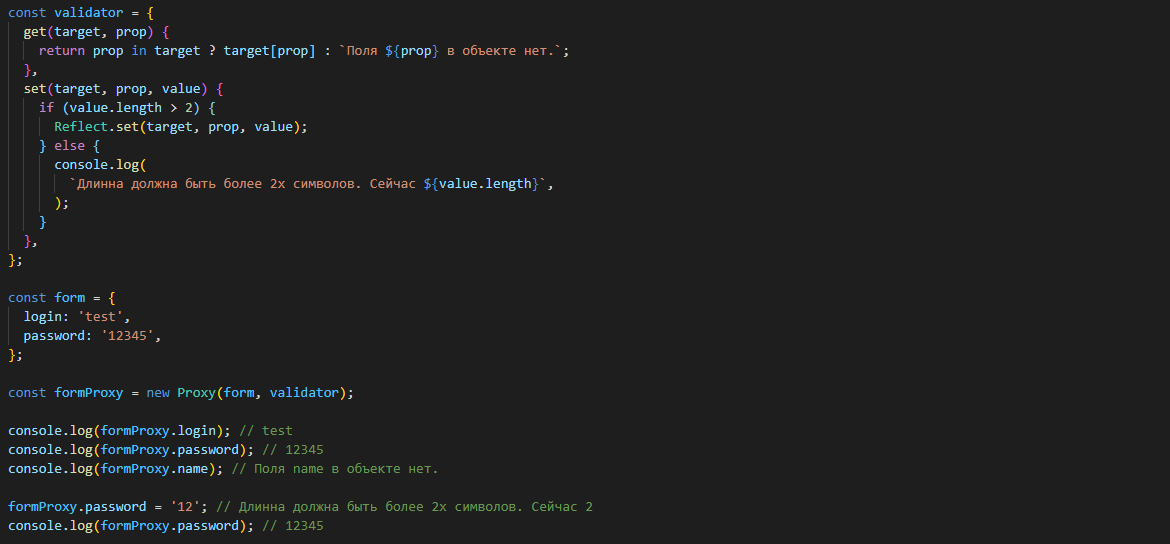 const validator = {
  get(target, prop) {
    return prop in target ? target[prop] : `Поля ${prop} в объекте нет.`;
  },
  set(target, prop, value) {
    if (value.length > 2) {
      Reflect.set(target, prop, value);
    } else {
      console.log(
        `Длинна должна быть более 2х символов. Сейчас ${value.length}`,
      );
    }
  },
};

const form = {
  login: 'test',
  password: '12345',
};

const formProxy = new Proxy(form, validator);

console.log(formProxy.login); // test
console.log(formProxy.password); // 12345
console.log(formProxy.name); // Поля name в объекте нет.

formProxy.password = '12'; // Длинна должна быть более 2х символов. Сейчас 2
console.log(formProxy.password); // 12345